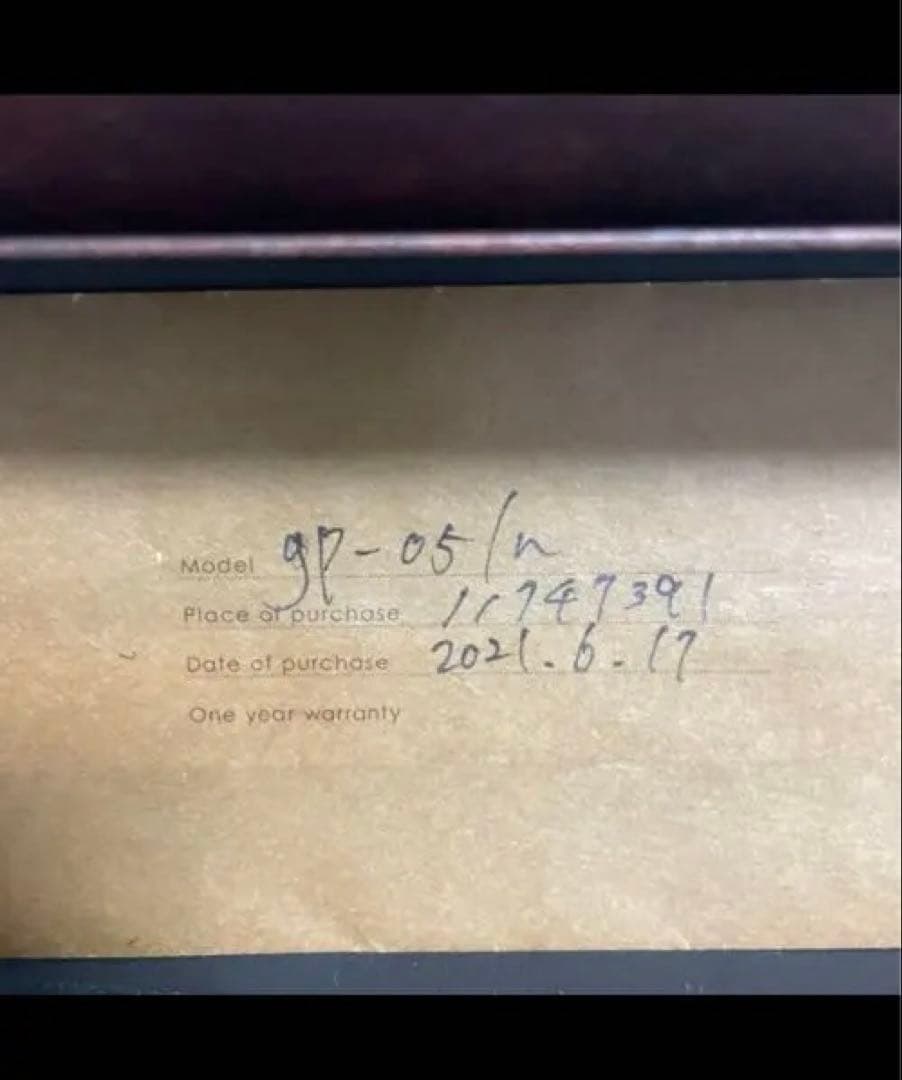 Model gp-05/n
Place of purchase 11747391
Date of purchase 2021.6.17
One year warranty